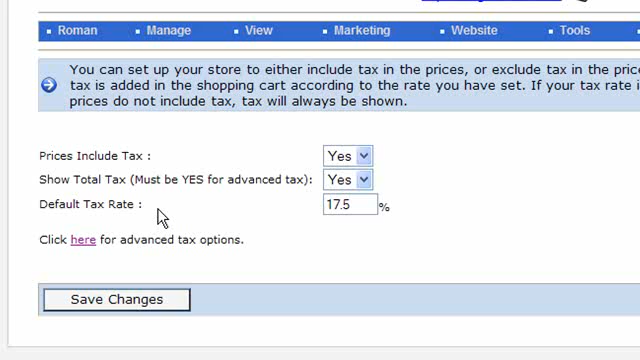 Roman Manage View Marketing Website Tools
You can set up your store to either include tax in the prices, or exclude tax in the
tax is added in the shopping cart according to the rate you have set. If your tax rate
prices do not include tax, tax will always be shown.
Prices Include Tax : Yes
Show Total Tax (Must be YES for advanced tax): Yes
Default Tax Rate : 17.5 %
Click here for advanced tax options.
Save Changes